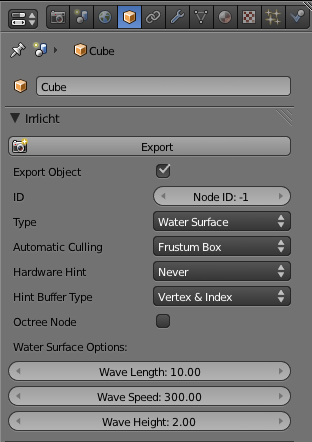 Cube
Cube
Irrlicht
Export
Export Object
ID Node ID: -1
Type Water Surface
Automatic Culling Frustum Box
Hardware Hint Never
Hint Buffer Type Vertex & Index
Octree Node
Water Surface Options:
Wave Length: 10.00
Wave Speed: 300.00
Wave Height: 2.00